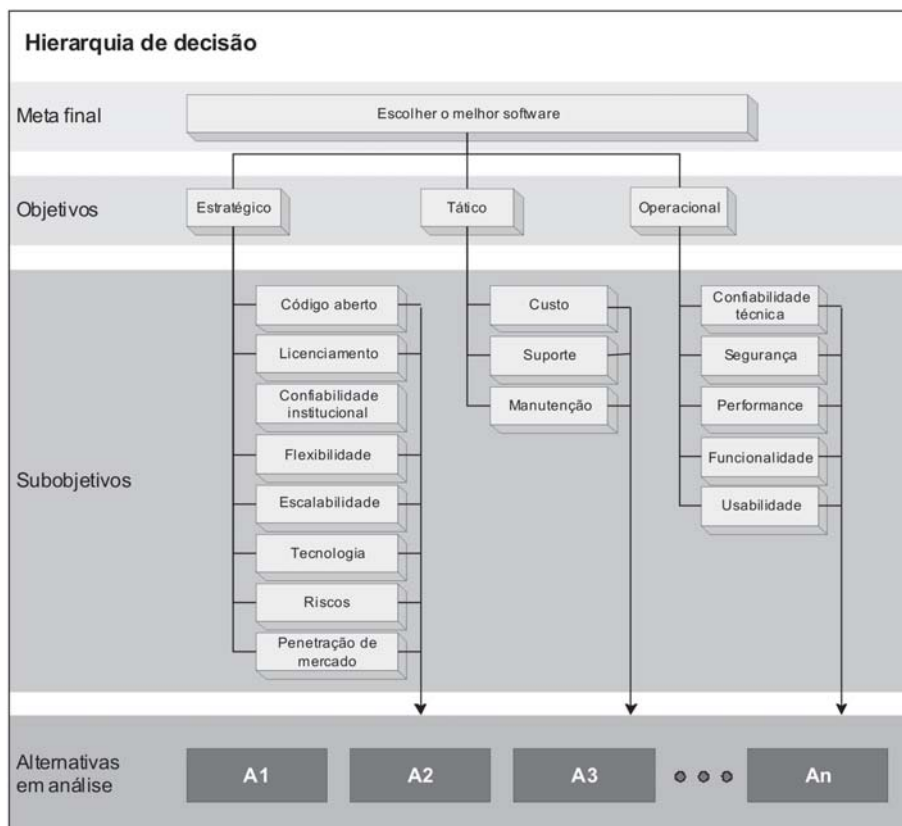 Hierarquia de decisão
Meta final
Escolher o melhor software
Objetivos
Estratégico
Tático
Operacional
Subobjetivos
Código aberto
Licenciamento
Confiabilidade
institucional
Flexibilidade
Escalabilidade
Tecnologia
Riscos
Penetração de
mercado
Custo
Suporte
Manutenção
Confiabilidade
técnica
Segurança
Performance
Funcionalidade
Usabilidade
Alternativas
em análise
A1
A2
A3
An